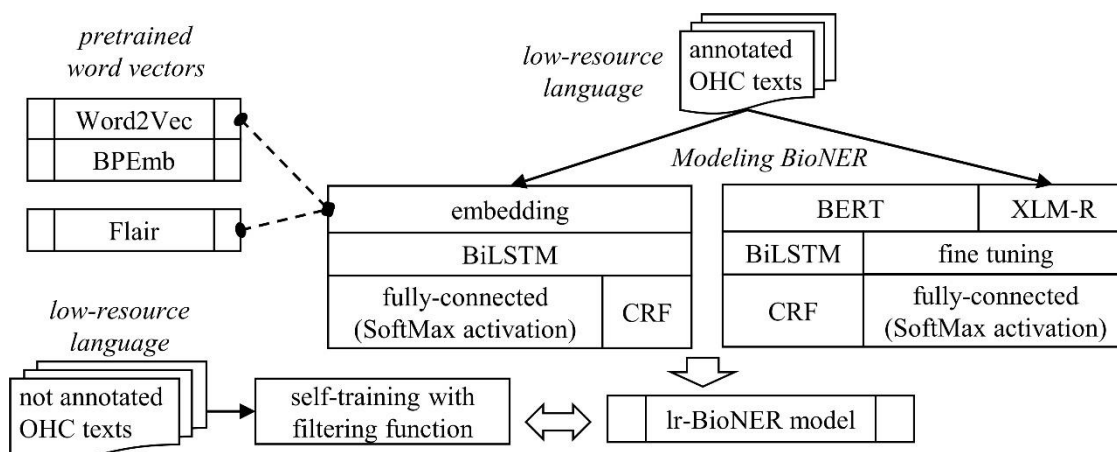 pretrained
word vectors
Word2Vec
BPEmb
Flair
low-resource
language
annotated
OHC texts
Modeling BioNER
embedding
BiLSTM
fully-connected
(SoftMax activation)
CRF
BERT
XLM-R
BiLSTM
fine tuning
CRF
fully-connected
(SoftMax activation)
low-resource
language
not annotated
OHC texts
self-training with
filtering function
lr-BioNER model